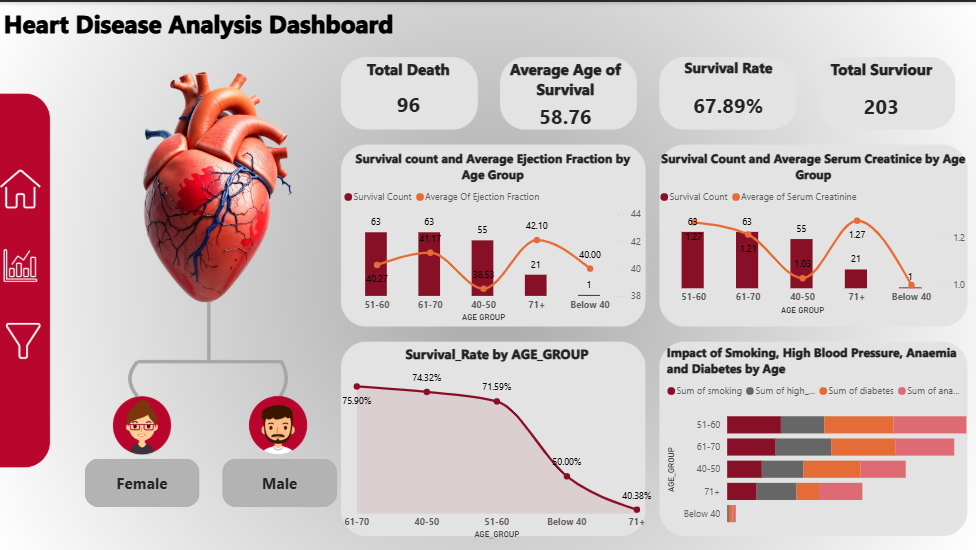 Heart Disease Analysis Dashboard
Total Death
96
Average Age of
Survival
58.76
Survival Rate
67.89%
Total Surviour
203
Female
Male
Survival count and Average Ejection Fraction by
Age Group
Survival Count Average Of Ejection Fraction
44
42
40
38
63
63
55
21
1
40.27
41.17
38.53
42.10
40.00
51-60 61-70 40-50 71+ Below 40
AGE GROUP
Survival Count and Average Serum Creatinice by Age
Group
Survival Count Average of Serum Creatinine
1.2
1.0
63
63
55
21
1
1.27
1.21
1.03
1.27
51-60 61-70 40-50 71+ Below 40
AGE GROUP
Survival_Rate by AGE_GROUP
75.90%
74.32%
71.59%
50.00%
40.38%
61-70 40-50 51-60 Below 40 71+
AGE_GROUP
Impact of Smoking, High Blood Pressure, Anaemia
and Diabetes by Age
Sum of smoking Sum of high_... Sum of diabetes Sum of ana...
AGE_GROUP
51-60
61-70
40-50
71+
Below 40